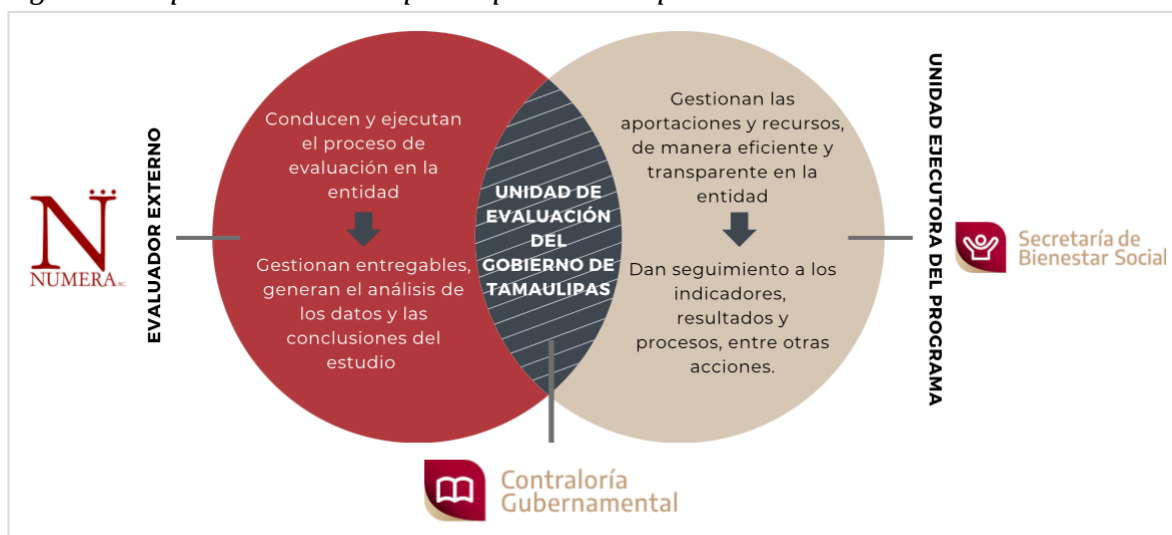 EVALUADOR EXTERNO
NUMERA
Conducen y ejecutan
el proceso de
evaluación en la
entidad
Gestionan entregables,
generan el análisis de
los datos y las
conclusiones del
estudio
UNIDAD DE
EVALUACIÓN
DEL
GOBIERNO DE
TAMAULIPAS
Gestionan las
aportaciones y recursos,
de manera eficiente y
transparente en la
entidad
Dan seguimiento a los
indicadores,
resultados y
procesos, entre otras
acciones.
UNIDAD EJECUTORA DEL PROGRAMA
Secretaría de
Bienestar Social
Contraloría
Gubernamental